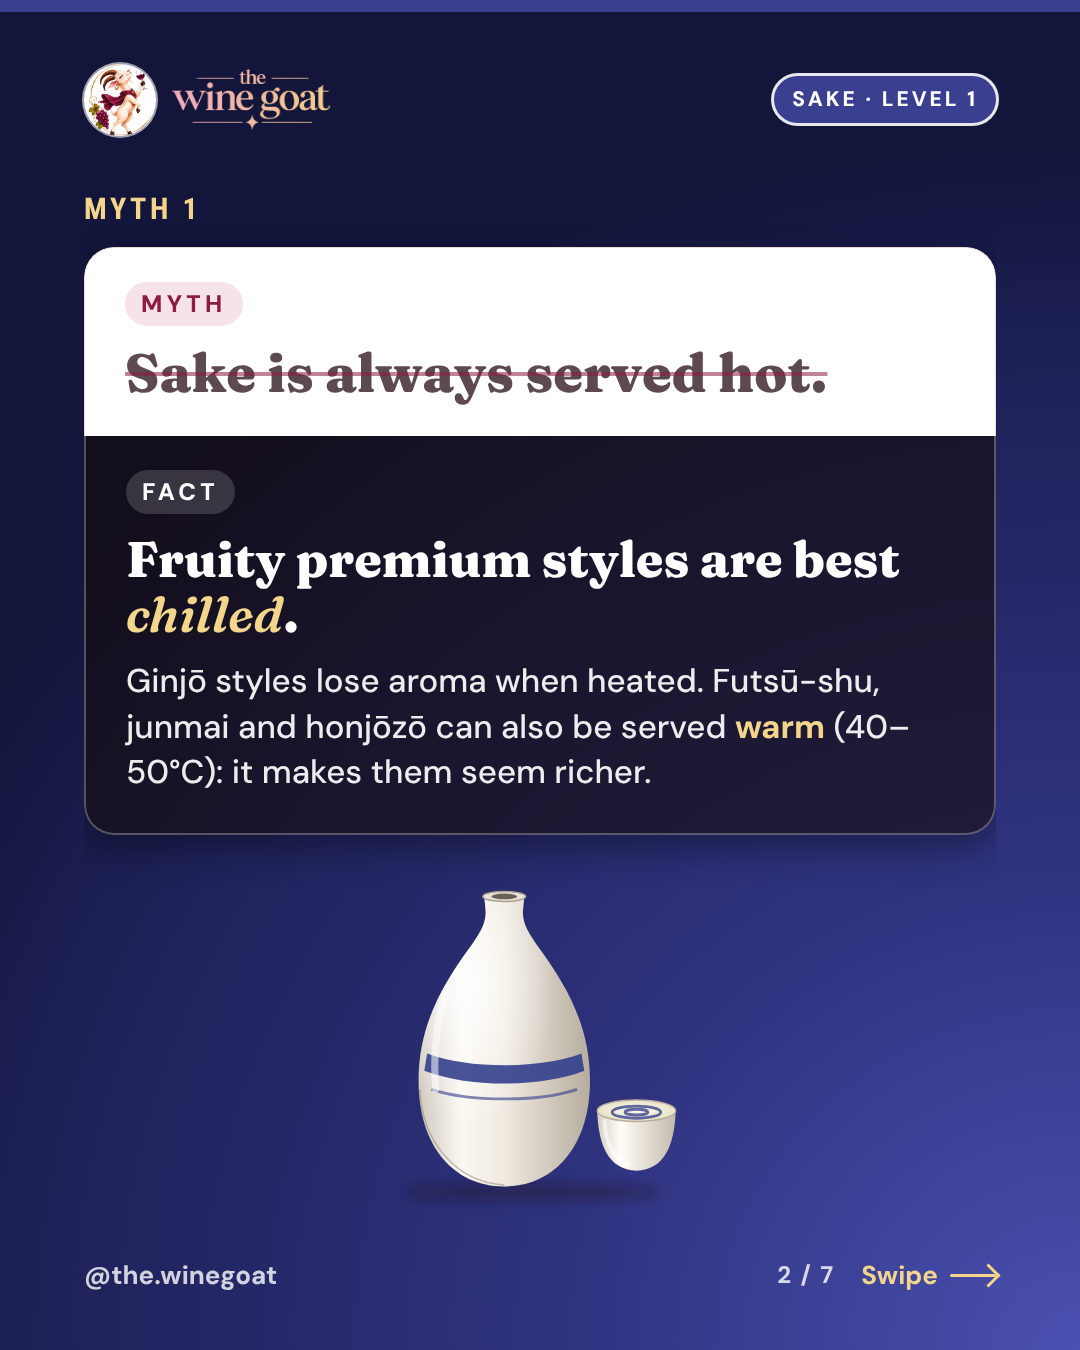 the
wine goat
SAKE · LEVEL 1
MYTH 1
MYTH
Sake is always served hot.
FACT
Fruity premium styles are best
chilled.
Ginjō styles lose aroma when heated. Futsū-shu,
junmai and honjōzō can also be served warm (40–
50°C): it makes them seem richer.
@the.winegoat
2 / 7
Swipe